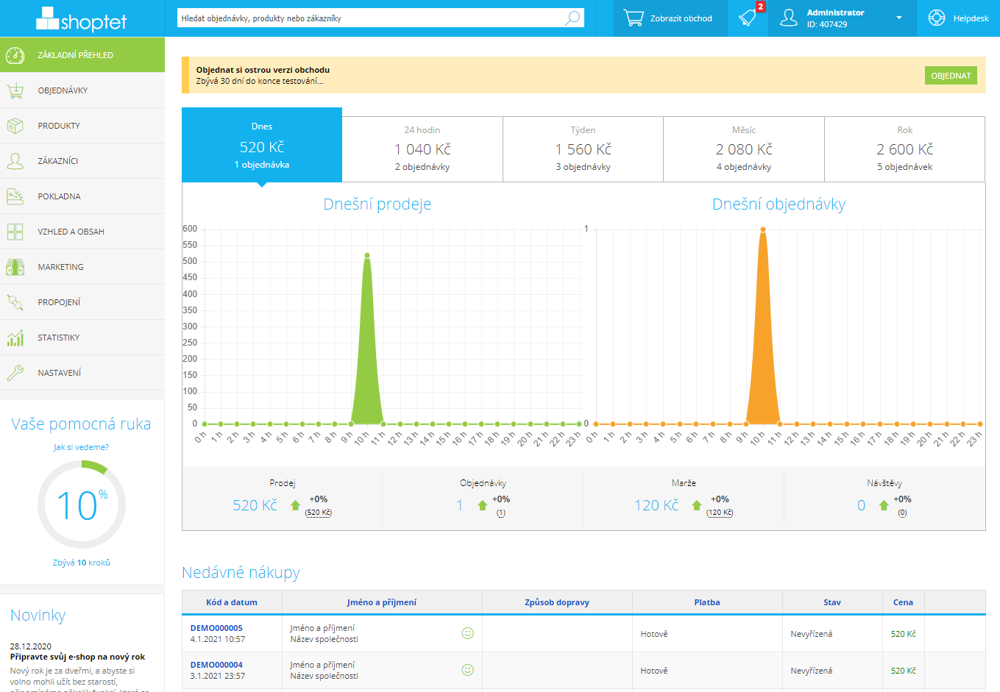 shoptet
Hledat objednávky, produkty nebo zákazníky
Zobrazit obchod
2
Administrator
ID: 407429
Helpdesk
ZÁKLADNÍ PŘEHLED
OBJEDNÁVKY
PRODUKTY
ZÁKAZNÍCI
POKLADNA
VZHLED A OBSAH
MARKETING
PROPOJENÍ
STATISTIKY
NASTAVENÍ
Vaše pomocná ruka
Jak si vedeme?
10%
Zbývá 10 kroků
Novinky
28.12.2020
Připravte svůj e-shop na nový rok
Nový rok je za dveřmi, a abyste si
volno mohli užít bez starostí,
Objednat si ostrou verzi obchodu
Zbývá 30 dní do konce testování...
OBJEDNAT
Dnes
520 Kč
1 objednávka
24 hodin
1 040 Kč
2 objednávky
Týden
1 560 Kč
3 objednávky
Měsíc
2 080 Kč
4 objednávky
Rok
2 600 Kč
5 objednávek
Dnešní prodeje
600
550
500
450
400
350
300
250
200
150
100
50
0
0 h 1 h 2 h 3 h 4 h 5 h 6 h 7 h 8 h 9 h 10 h 11 h 12 h 13 h 14 h 15 h 16 h 17 h 18 h 19 h 20 h 21 h 22 h 23 h
Dnešní objednávky
1
0
0 h 1 h 2 h 3 h 4 h 5 h 6 h 7 h 8 h 9 h 10 h 11 h 12 h 13 h 14 h 15 h 16 h 17 h 18 h 19 h 20 h 21 h 22 h 23 h
Prodej
520 Kč +0%
(520 Kč)
Objednávky
1 +0%
(1)
Marže
120 Kč +0%
(120 Kč)
Návštěvy
0 +0%
(0)
Nedávné nákupy
Kód a datum Jméno a příjmení Způsob dopravy Platba Stav Cena
DEMO000005
4.1.2021 10:57
Jméno a příjmení
Název společnosti
Hotově
Nevyřízená
520 Kč
DEMO000004
3.1.2021 23:57
Jméno a příjmení
Název společnosti
Hotově
Nevyřízená
520 Kč